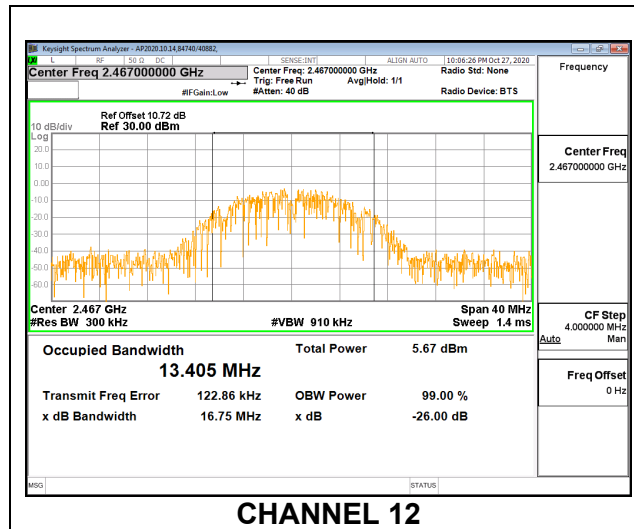 Keysight Spectrum Analyzer - AP2020.10.14,84740/40882,
L RF 50 Ω DC SENSE:INT ALIGN AUTO 10:06:26 PM Oct 27, 2020
Center Freq 2.467000000 GHz
Center Freq: 2.467000000 GHz Radio Std: None
Trig: Free Run Avg|Hold: 1/1
#IFGain:Low #Atten: 40 dB Radio Device: BTS
Ref Offset 10.72 dB
10 dB/div Ref 30.00 dBm
Log
20.0
10.0
0.00
-10.0
-20.0
-30.0
-40.0
-50.0
-60.0
Center 2.467 GHz Span 40 MHz
#Res BW 300 kHz #VBW 910 kHz Sweep 1.4 ms
Occupied Bandwidth Total Power 5.67 dBm
13.405 MHz
Transmit Freq Error 122.86 kHz OBW Power 99.00 %
x dB Bandwidth 16.75 MHz x dB -26.00 dB
Frequency
Center Freq
2.467000000 GHz
CF Step
4.000000 MHz
Auto Man
Freq Offset
0 Hz
MSG STATUS
CHANNEL 12